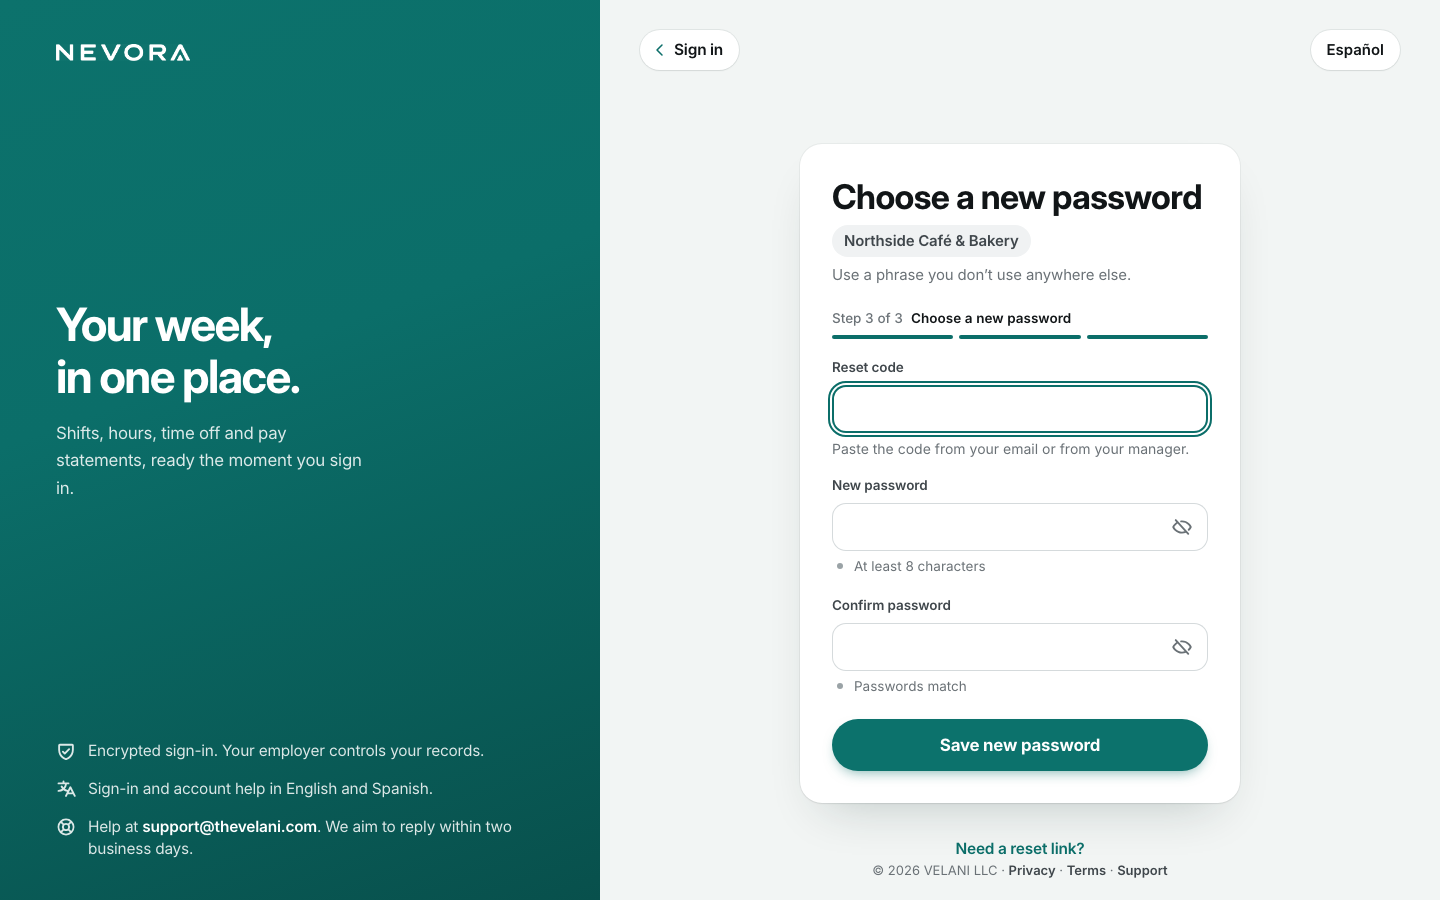 NEVORA
Your week,
in one place.
Shifts, hours, time off and pay
statements, ready the moment you sign
in.
Encrypted sign-in. Your employer controls your records.
Sign-in and account help in English and Spanish.
Help at support@thevelani.com. We aim to reply within two
business days.
Sign in
Español
Choose a new password
Northside Café & Bakery
Use a phrase you don’t use anywhere else.
Step 3 of 3 Choose a new password
Reset code
Paste the code from your email or from your manager.
New password
At least 8 characters
Confirm password
Passwords match
Save new password
Need a reset link?
© 2026 VELANI LLC · Privacy · Terms · Support